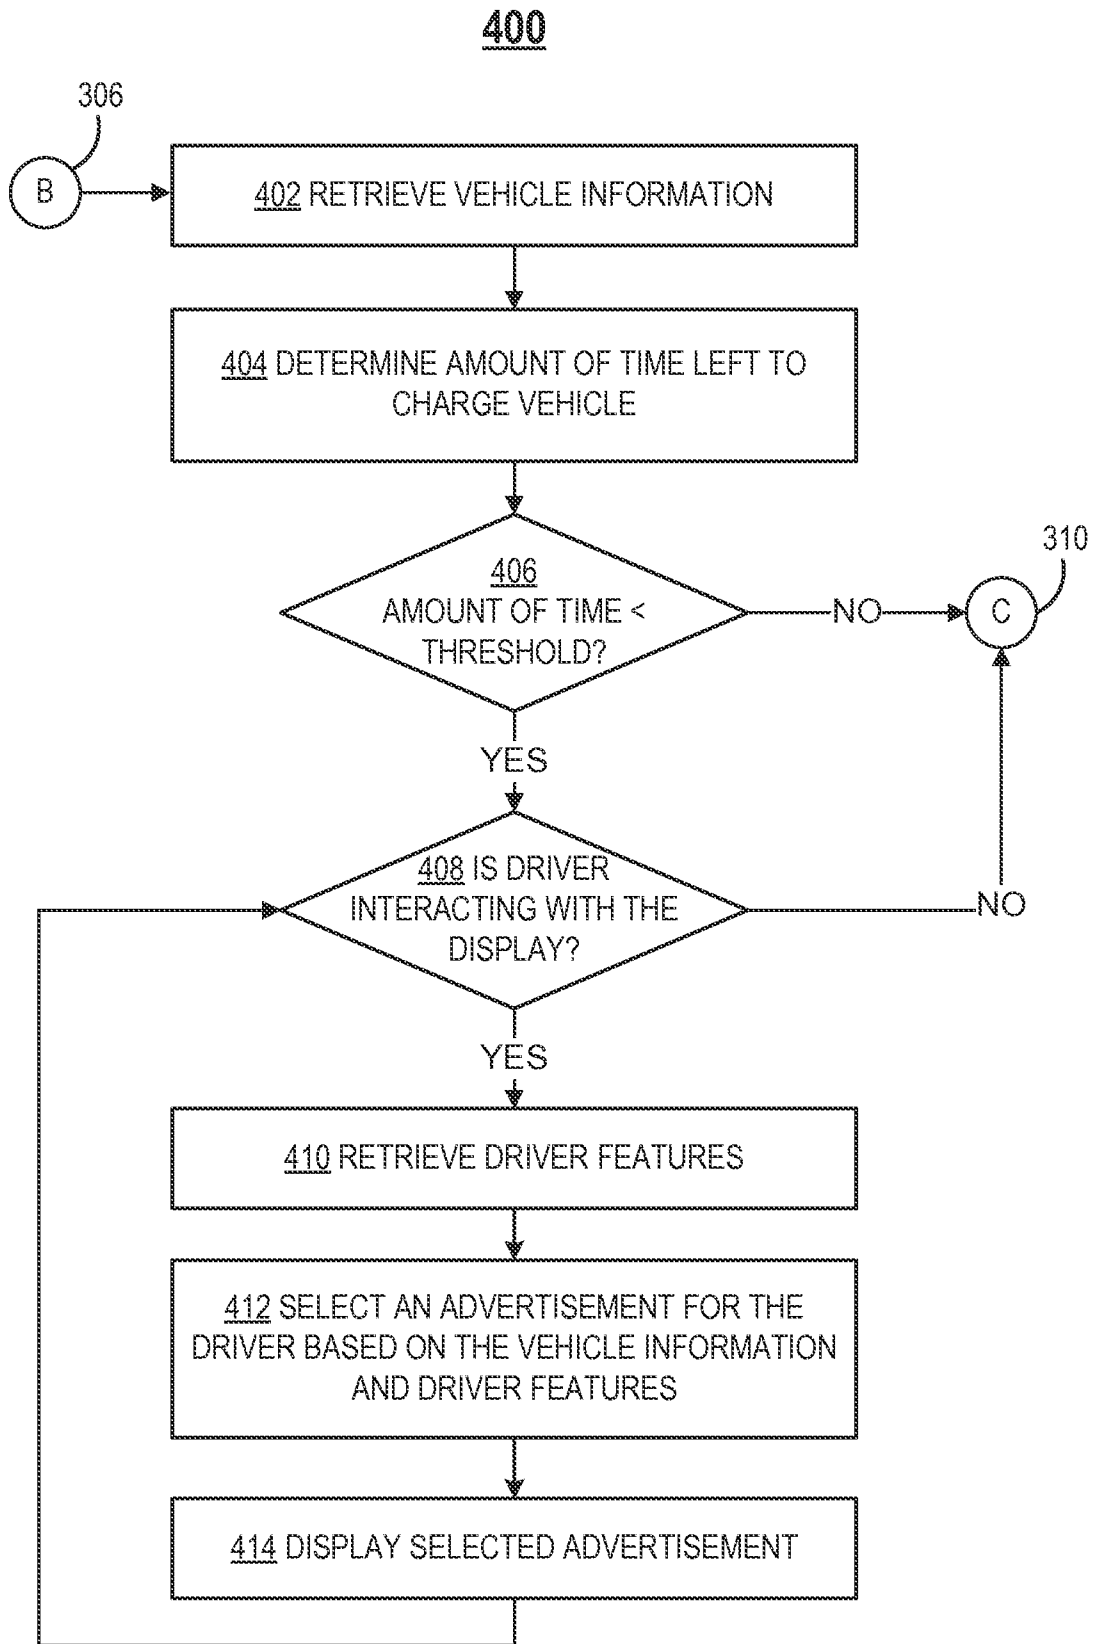 400
306
B
402 RETRIEVE VEHICLE INFORMATION
404 DETERMINE AMOUNT OF TIME LEFT TO
CHARGE VEHICLE
406
AMOUNT OF TIME <
THRESHOLD?
NO
C
310
YES
408 IS DRIVER
INTERACTING WITH THE
DISPLAY?
NO
YES
410 RETRIEVE DRIVER FEATURES
412 SELECT AN ADVERTISEMENT FOR THE
DRIVER BASED ON THE VEHICLE INFORMATION
AND DRIVER FEATURES
414 DISPLAY SELECTED ADVERTISEMENT